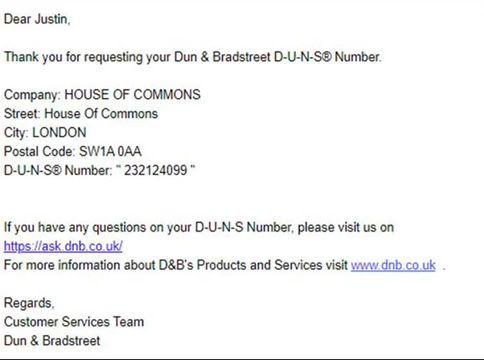 Dear Justin,
Thank you for requesting your Dun & Bradstreet D-U-N-S® Number.
Company: HOUSE OF COMMONS
Street: House Of Commons
City: LONDON
Postal Code: SW1A 0AA
D-U-N-S® Number: " 232124099 "
If you have any questions on your D-U-N-S Number, please visit us on
https://ask.dnb.co.uk/
For more information about D&B's Products and Services visit www.dnb.co.uk .
Regards,
Customer Services Team
Dun & Bradstreet